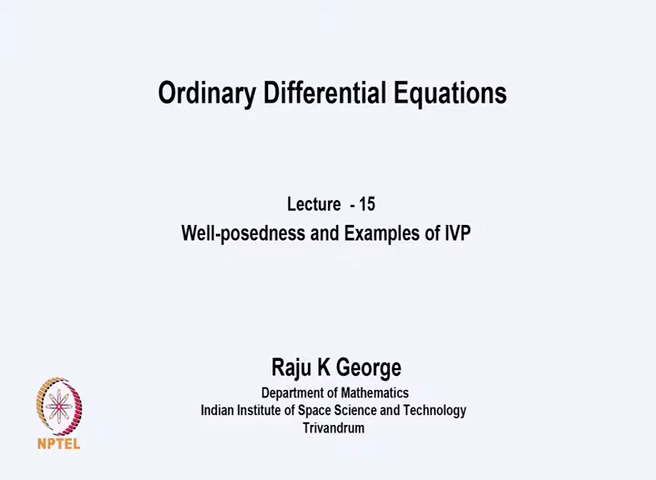 Ordinary Differential Equations
Lecture - 15
Well-posedness and Examples of IVP
Raju K George
Department of Mathematics
Indian Institute of Space Science and Technology
Trivandrum
NPTEL